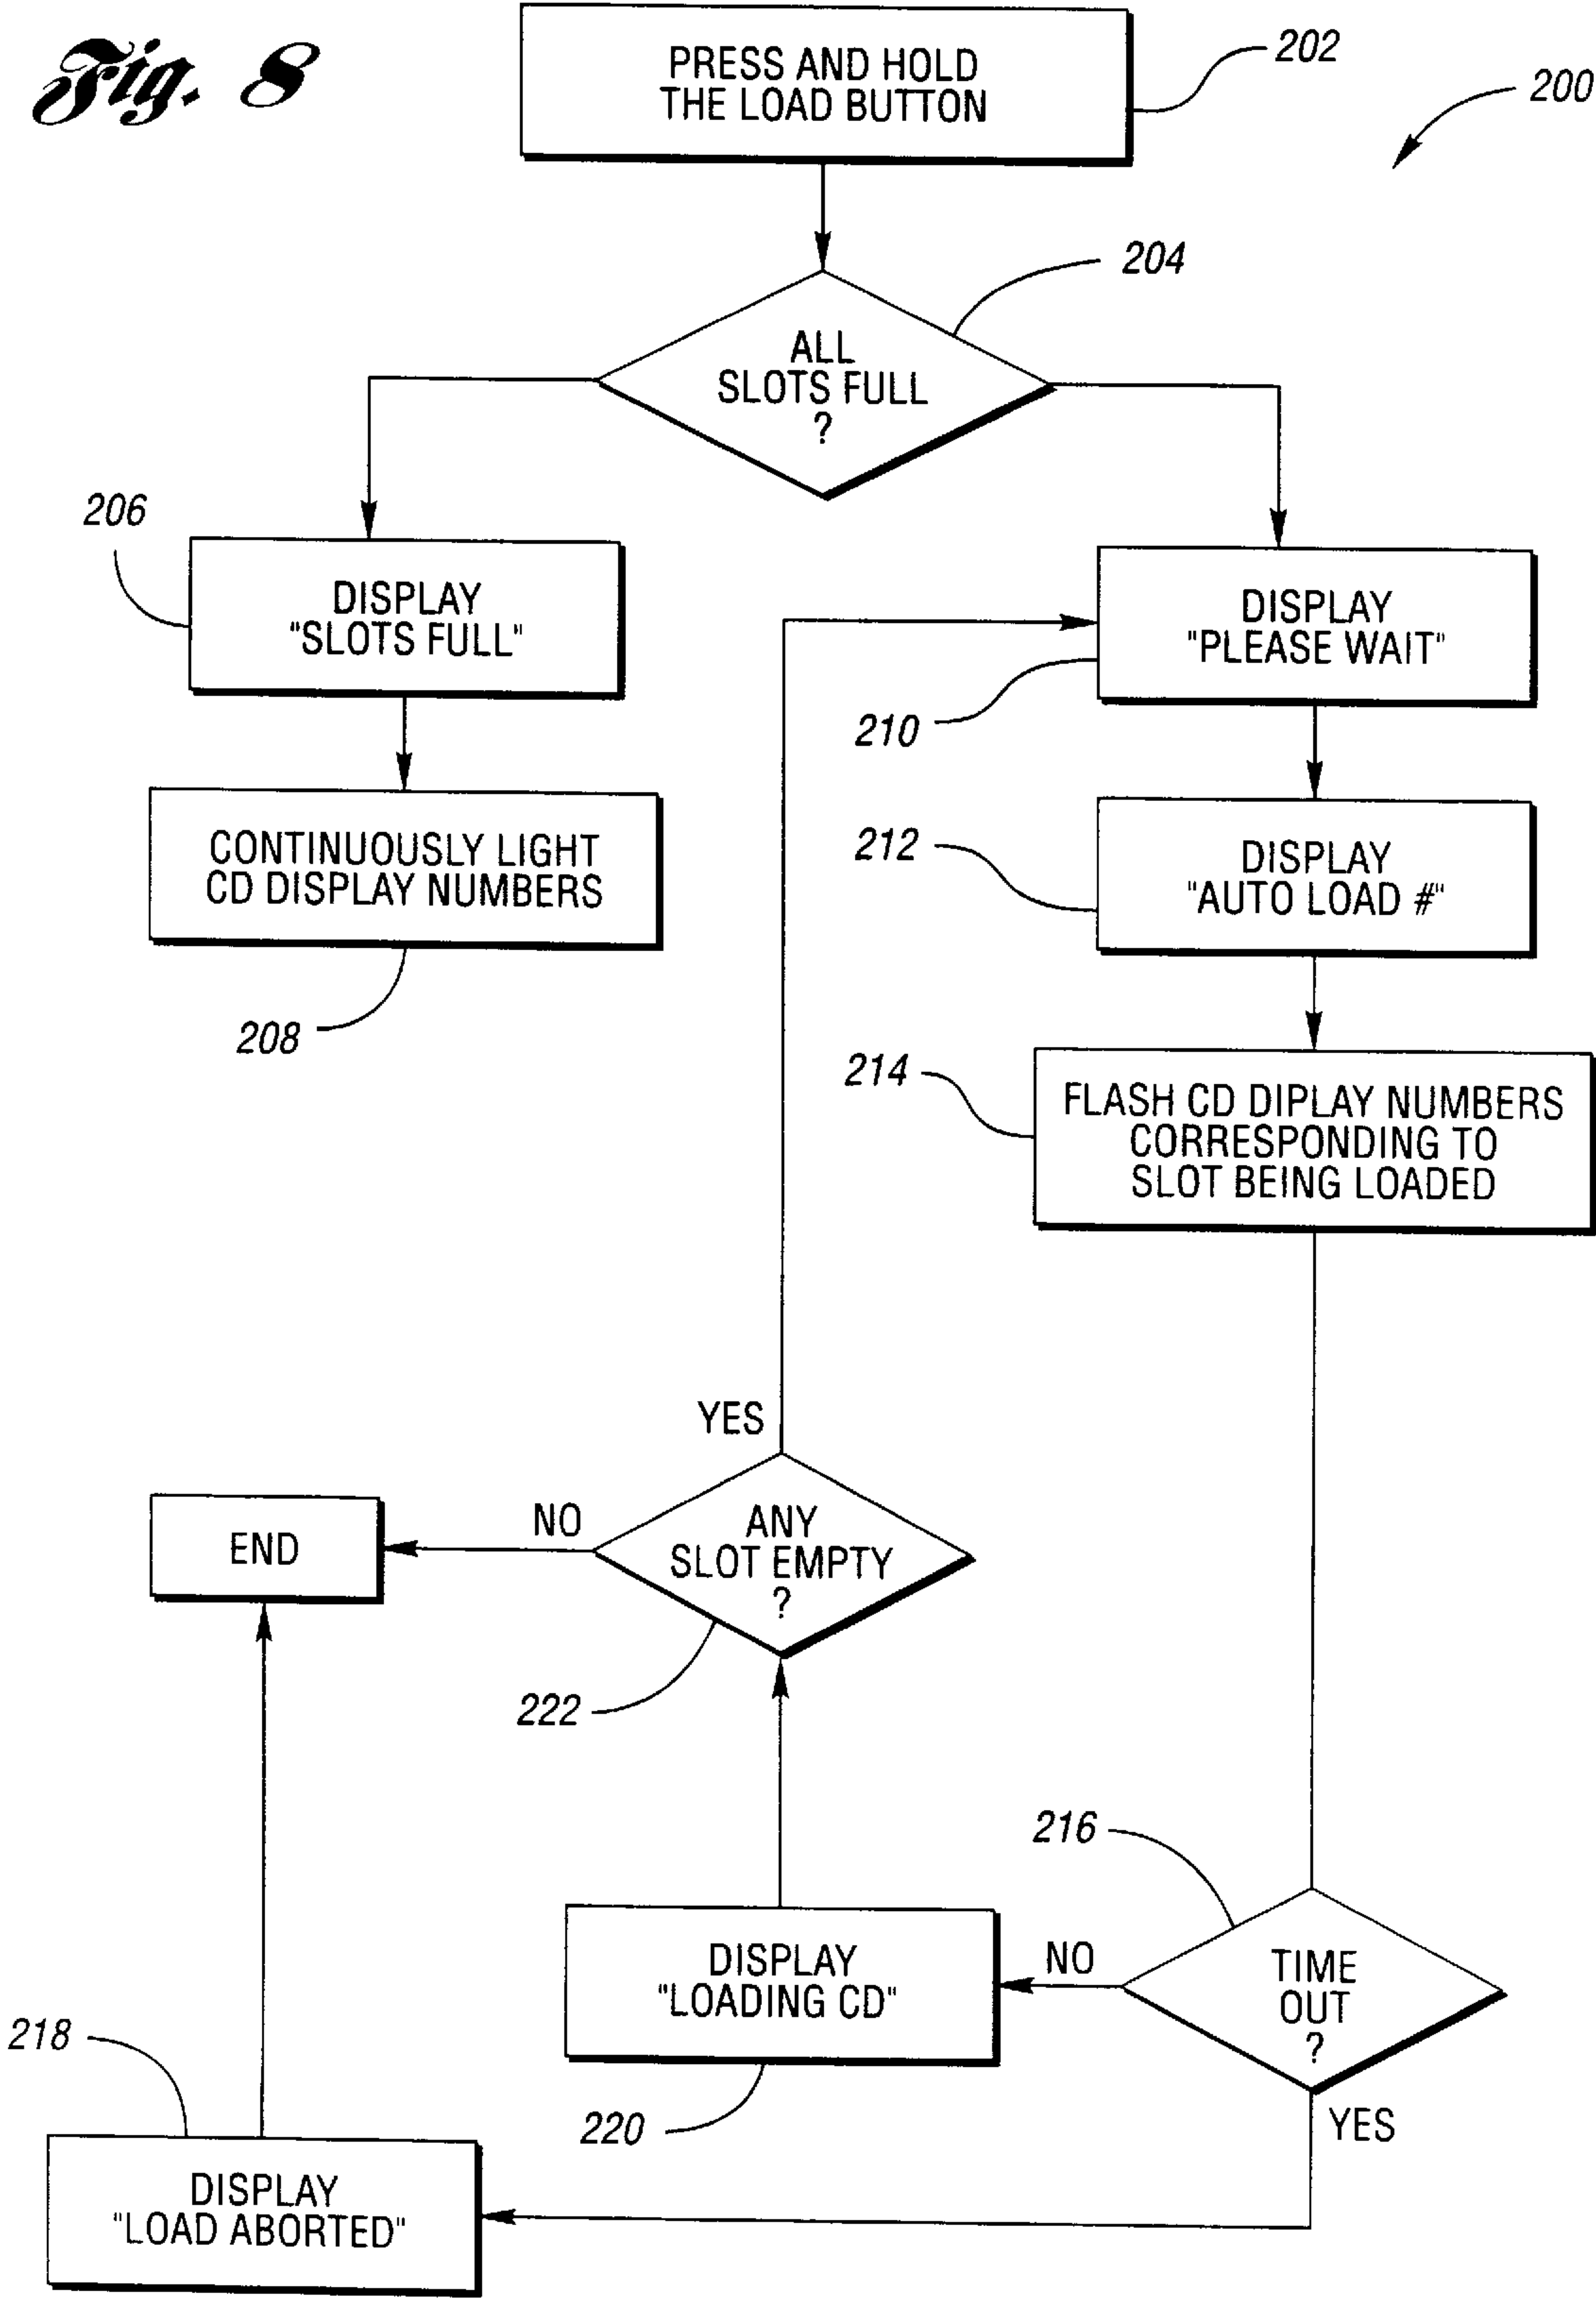 Fig. 8
PRESS AND HOLD
THE LOAD BUTTON
202
200
204
ALL
SLOTS FULL
?
206
DISPLAY
"SLOTS FULL"
DISPLAY
"PLEASE WAIT"
210
CONTINUOUSLY LIGHT
CD DISPLAY NUMBERS
208
212
DISPLAY
"AUTO LOAD #"
214
FLASH CD DIPLAY NUMBERS
CORRESPONDING TO
SLOT BEING LOADED
YES
END
NO
ANY
SLOT EMPTY
?
222
216
DISPLAY
"LOADING CD"
NO
TIME
OUT
?
220
YES
218
DISPLAY
"LOAD ABORTED"